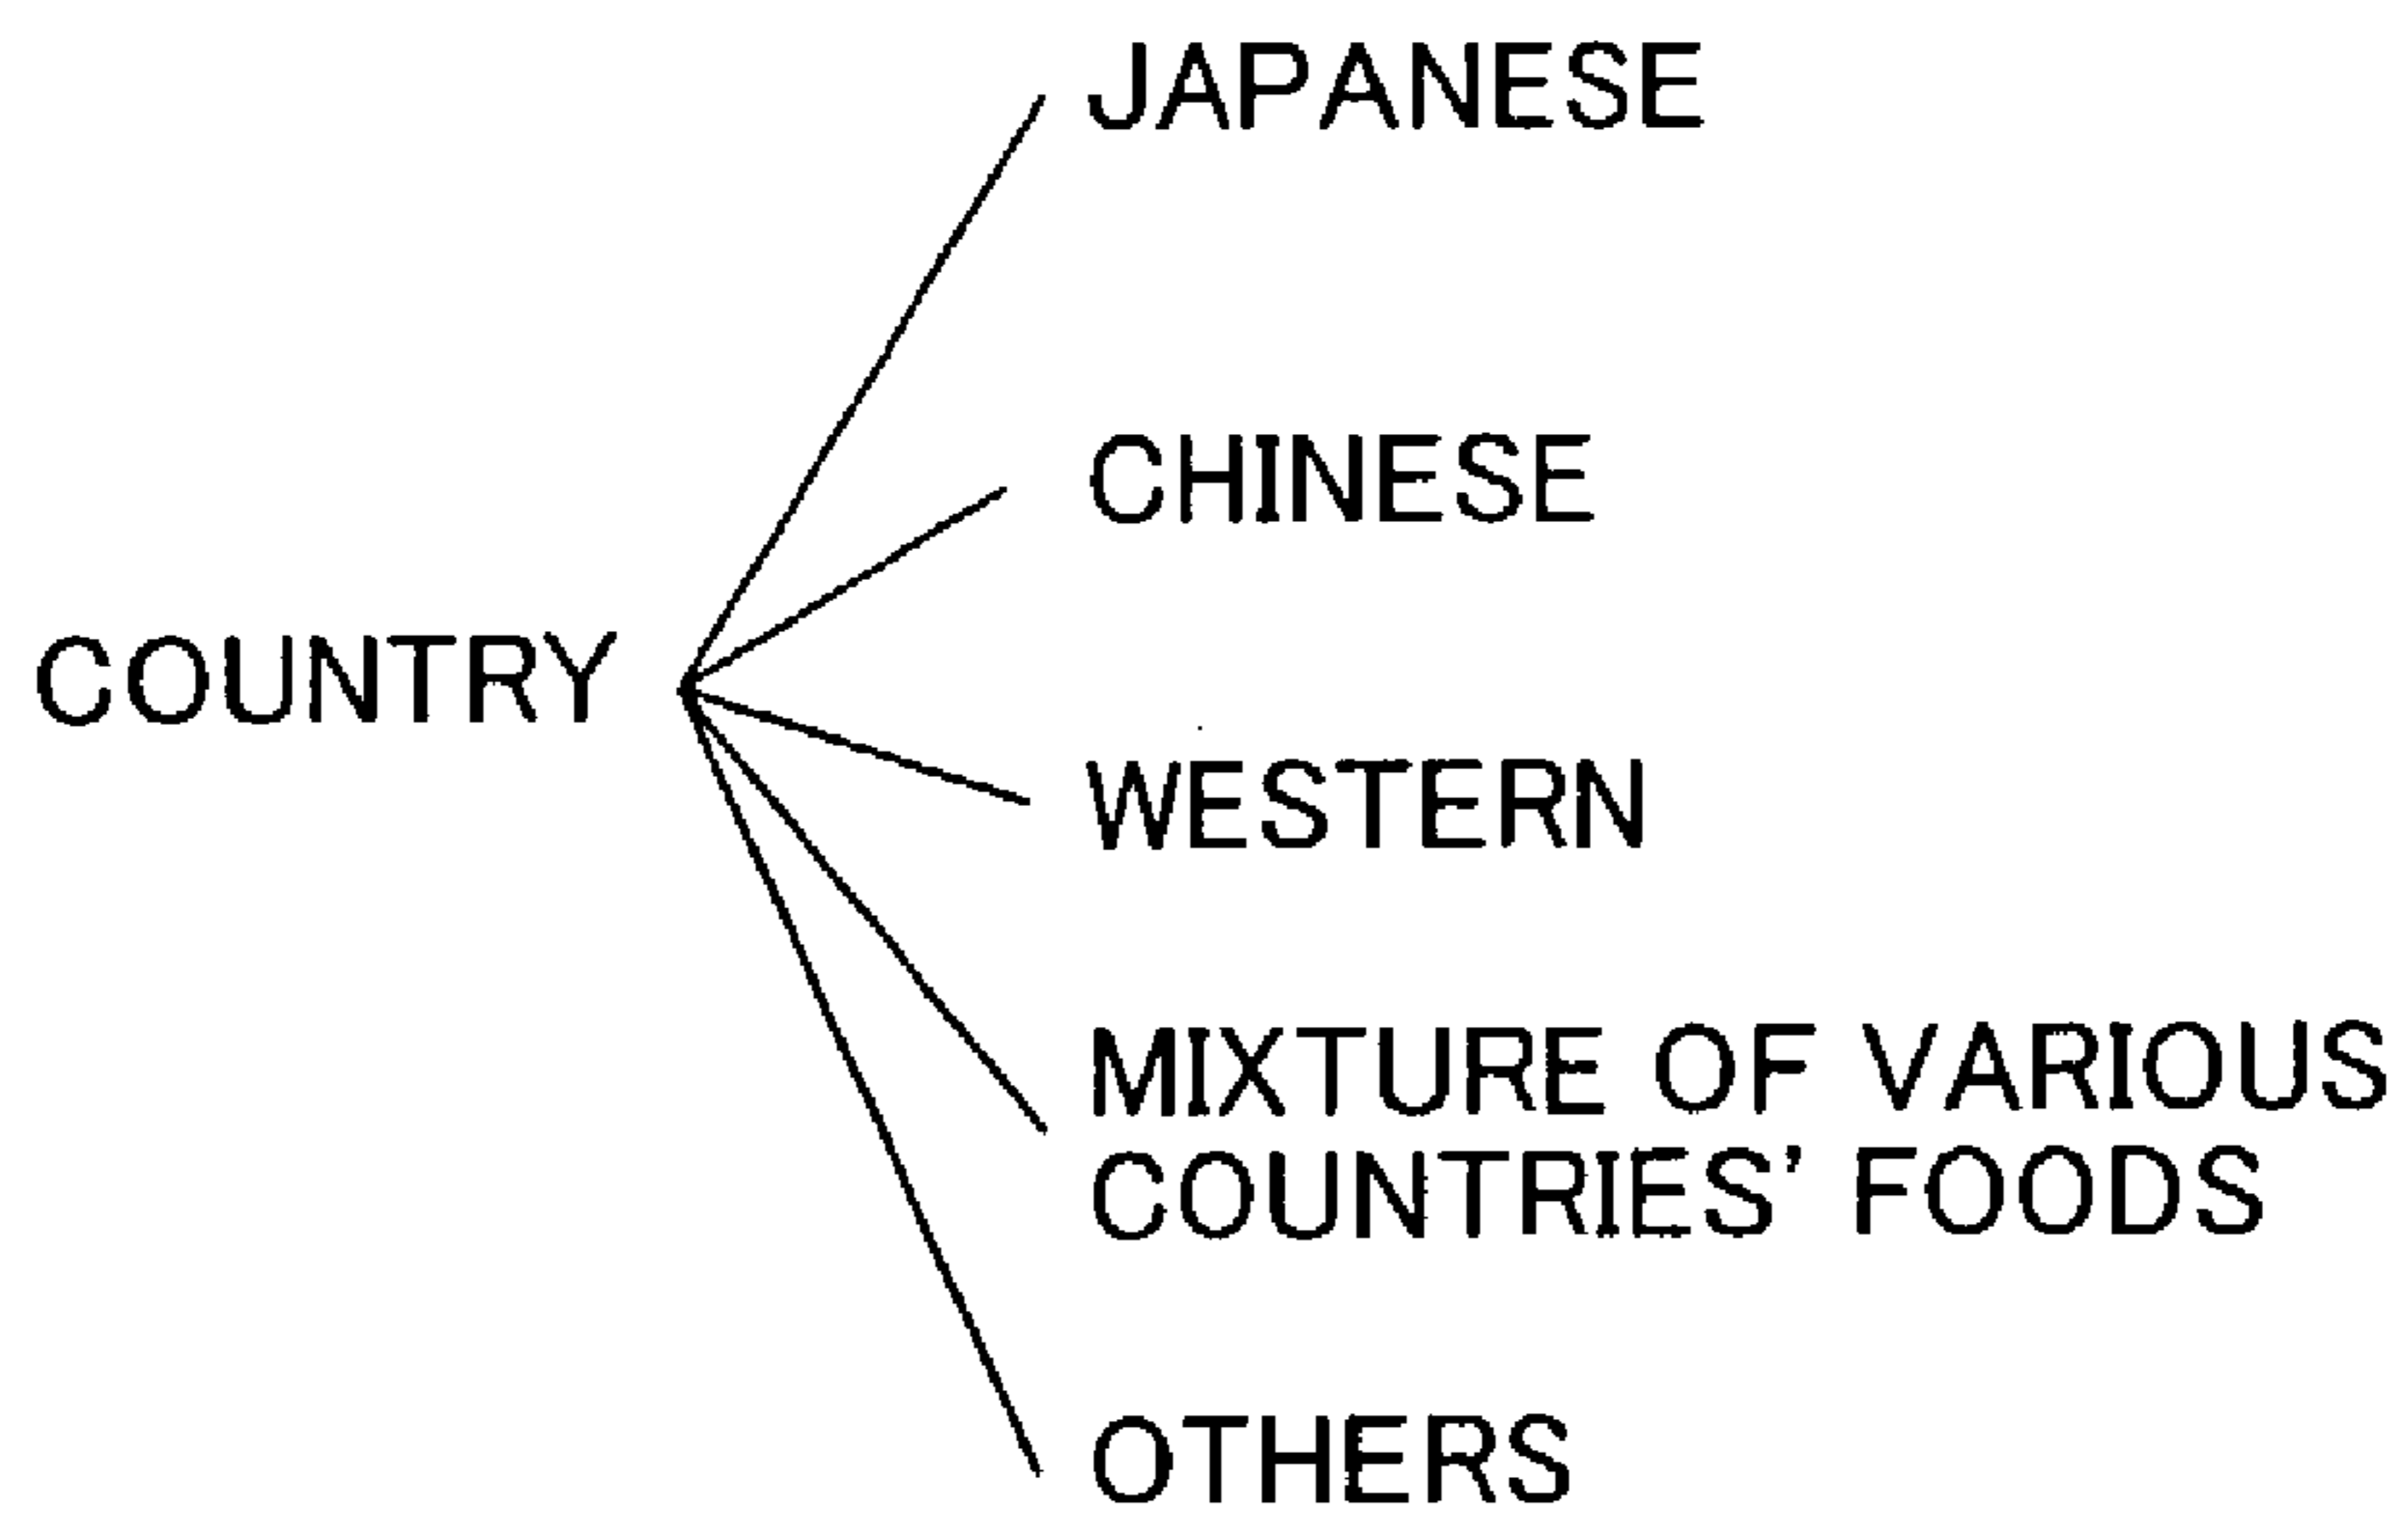 JAPANESE
CHINESE
COUNTRY
WESTERN
MIXTURE OF VARIOUS
COUNTRIES' FOODS
OTHERS